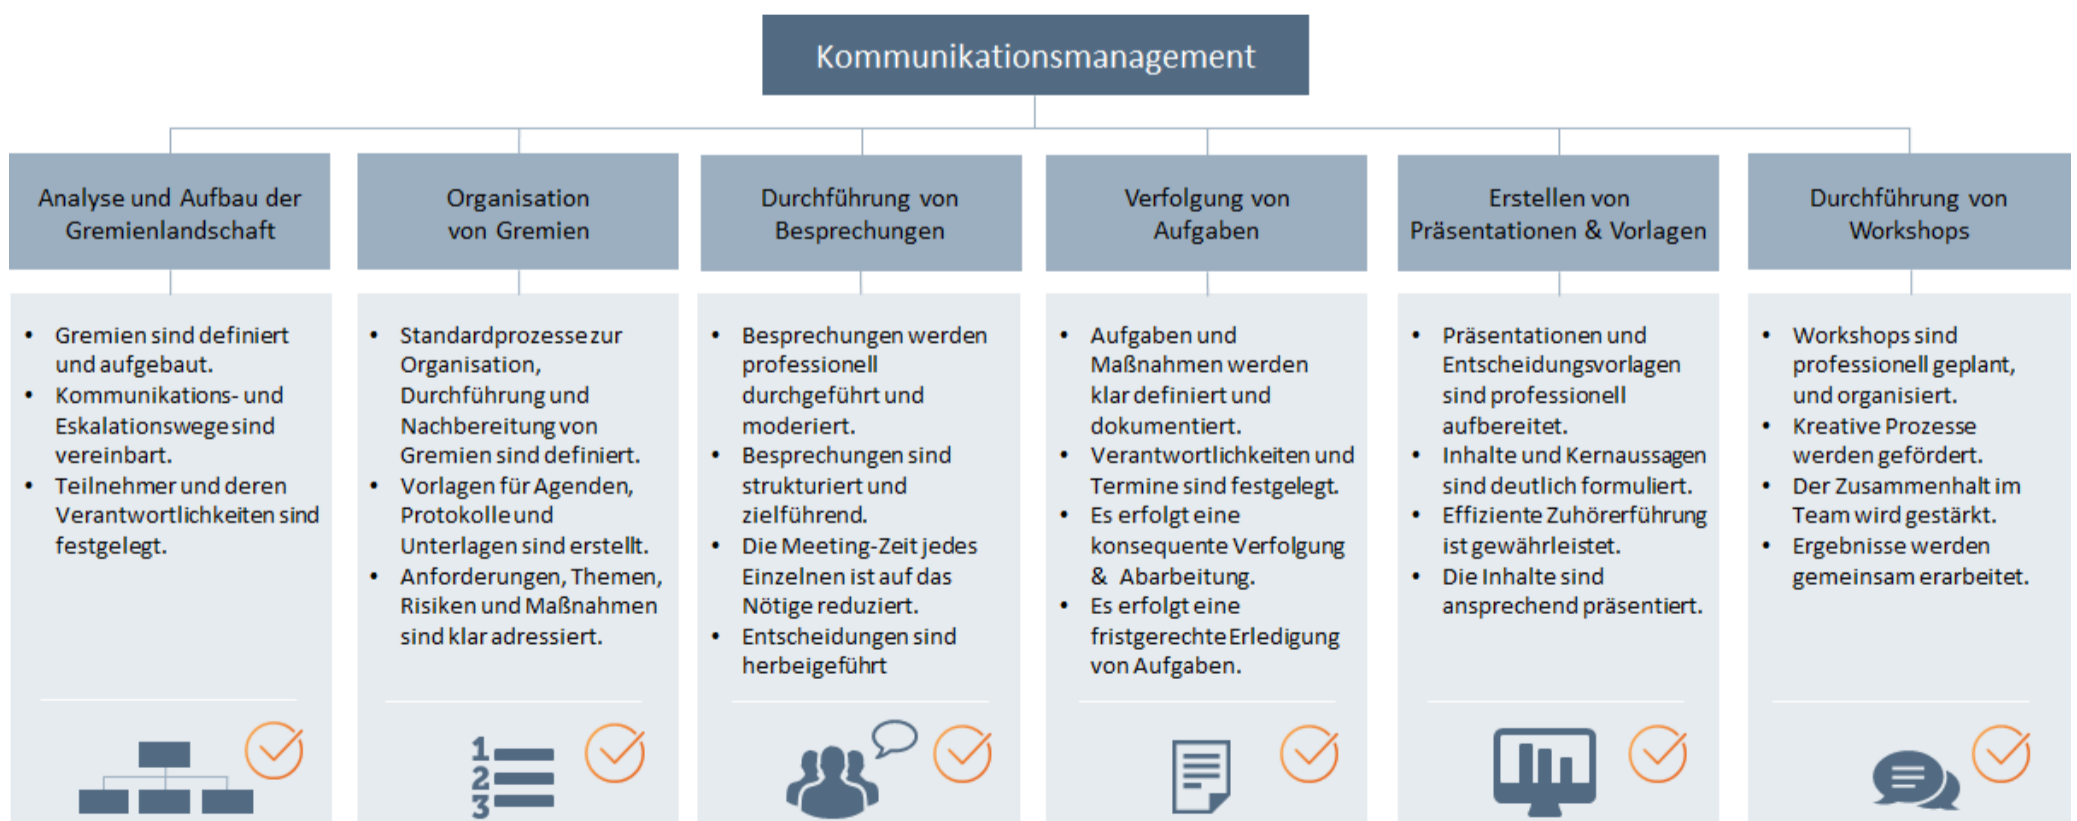 Kommunikationsmanagement
Analyse und Aufbau der
Gremienlandschaft
Organisation
von Gremien
Durchführung von
Besprechungen
Verfolgung von
Aufgaben
Erstellen von
Präsentationen & Vorlagen
Durchführung von
Workshops
• Gremien sind definiert
und aufgebaut.
• Kommunikations- und
Eskalationswege sind
vereinbart.
• Teilnehmer und deren
Verantwortlichkeiten sind
festgelegt.
• Standardprozesse zur
Organisation,
Durchführung und
Nachbereitung von
Gremien sind definiert.
• Vorlagen für Agenden,
Protokolle und
Unterlagen sind erstellt.
• Anforderungen, Themen,
Risiken und Maßnahmen
sind klar adressiert.
• Besprechungen werden
professionell
durchgeführt und
moderiert.
• Besprechungen sind
strukturiert und
zielführend.
• Die Meeting-Zeit jedes
Einzelnen ist auf das
Nötige reduziert.
• Entscheidungen sind
herbeigeführt
• Aufgaben und
Maßnahmen werden
klar definiert und
dokumentiert.
• Verantwortlichkeiten und
Termine sind festgelegt.
• Es erfolgt eine
konsequente Verfolgung
& Abarbeitung.
• Es erfolgt eine
fristgerechte Erledigung
von Aufgaben.
• Präsentationen und
Entscheidungsvorlagen
sind professionell
aufbereitet.
• Inhalte und Kernaussagen
sind deutlich formuliert.
• Effiziente Zuhörerführung
ist gewährleistet.
• Die Inhalte sind
ansprechend präsentiert.
• Workshops sind
professionell geplant,
und organisiert.
• Kreative Prozesse
werden gefördert.
• Der Zusammenhalt im
Team wird gestärkt.
• Ergebnisse werden
gemeinsam erarbeitet.
1
2
3